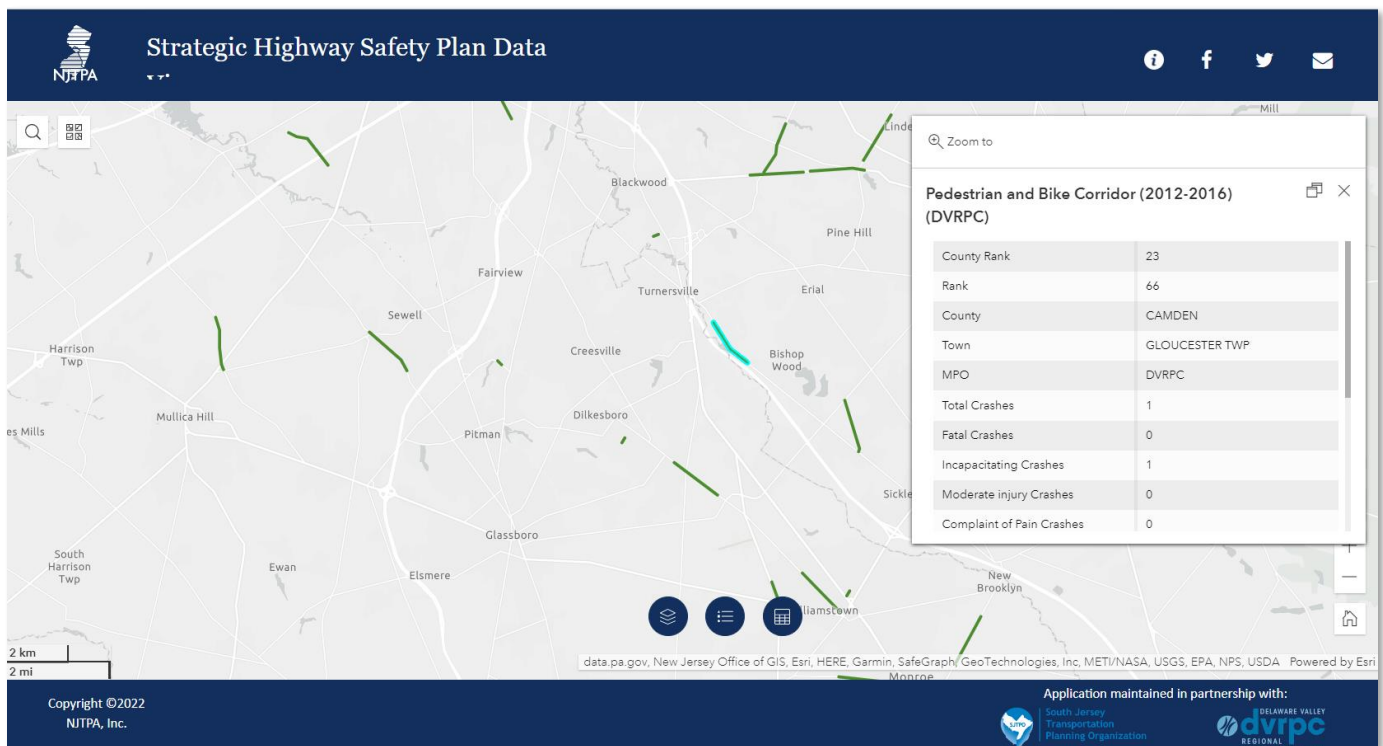 NJTPA
Strategic Highway Safety Plan Data
Mill
Linde
Blackwood
Pine Hill
Fairview
Turnersville
Erial
Sewell
Harrison
Twp
Creesville
Bishop
Wood
Mullica Hill
Dilkesboro
es Mills
Pitman
Sickle
Glassboro
South
Harrison
Twp
Ewan
Elsmere
New
Brooklyn
liamstown
Monroe
Zoom to
Pedestrian and Bike Corridor (2012-2016)
(DVRPC)
County Rank 23
Rank 66
County CAMDEN
Town GLOUCESTER TWP
MPO DVRPC
Total Crashes 1
Fatal Crashes 0
Incapacitating Crashes 1
Moderate injury Crashes 0
Complaint of Pain Crashes 0
2 km
2 mi
data.pa.gov, New Jersey Office of GIS, Esri, HERE, Garmin, SafeGraph, GeoTechnologies, Inc, METI/NASA, USGS, EPA, NPS, USDA Powered by Esri
Copyright ©2022
NJTPA, Inc.
Application maintained in partnership with:
SJTPO
South Jersey
Transportation
Planning Organization
DELAWARE VALLEY
dvrpc
REGIONAL